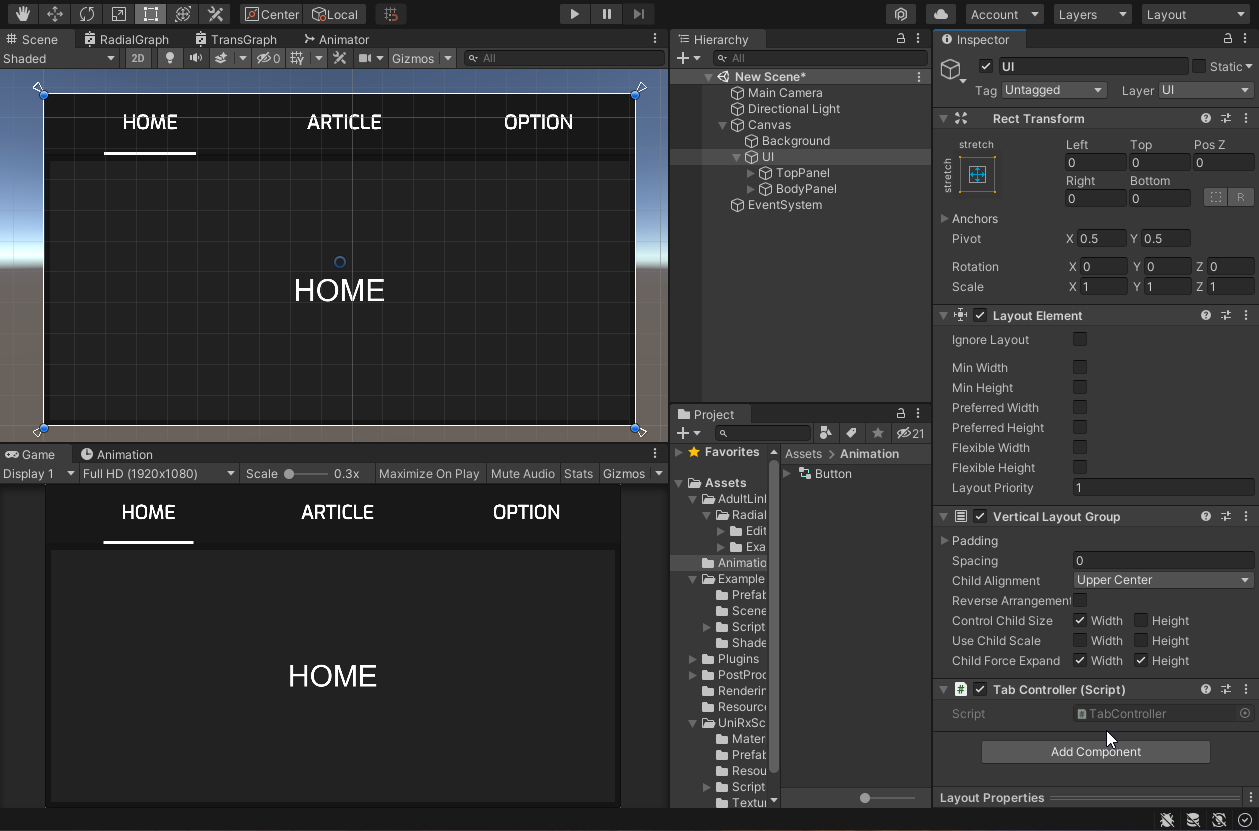 Center Local Account Layers Layout
Scene RadialGraph TransGraph Animator
Shaded 2D 0 Gizmos All
HOME ARTICLE OPTION
HOME
Game Animation
Display 1 Full HD (1920x1080) Scale 0.3x Maximize On Play Mute Audio Stats Gizmos
HOME ARTICLE OPTION
HOME
Hierarchy
All
New Scene*
Main Camera
Directional Light
Canvas
Background
UI
TopPanel
BodyPanel
EventSystem
Project
21
Favorites
Assets
AdultLinl
Radial
Edit
Exa
Animatio
Example
Prefab
Scene
Script
Shade
Plugins
PostProc
Renderin
Resourc
UniRxSc
Mater
Prefab
Resou
Script
Textur
Assets > Animation
Button
Inspector
UI Static
Tag Untagged Layer UI
Rect Transform
stretch
stretch
Left Top Pos Z
0 0 0
Right Bottom
0 0 R
Anchors
Pivot X 0.5 Y 0.5
Rotation X 0 Y 0 Z 0
Scale X 1 Y 1 Z 1
Layout Element
Ignore Layout
Min Width
Min Height
Preferred Width
Preferred Height
Flexible Width
Flexible Height
Layout Priority 1
Vertical Layout Group
Padding
Spacing 0
Child Alignment Upper Center
Reverse Arrangement
Control Child Size Width Height
Use Child Scale Width Height
Child Force Expand Width Height
# Tab Controller (Script)
Script TabController
Add Component
Layout Properties